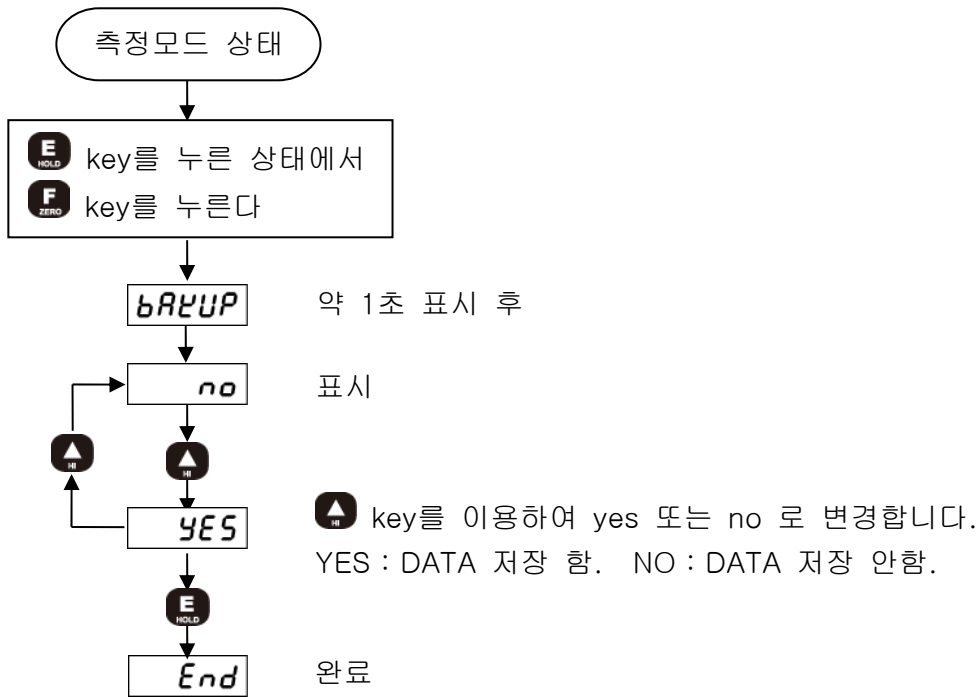 측정모드 상태
E HOLD key를 누른 상태에서
F ZERO key를 누른다
bAKUP 약 1초 표시 후
no 표시
HI HI
YES HI key를 이용하여 yes 또는 no 로 변경합니다.
YES : DATA 저장 함. NO : DATA 저장 안함.
E HOLD
End 완료